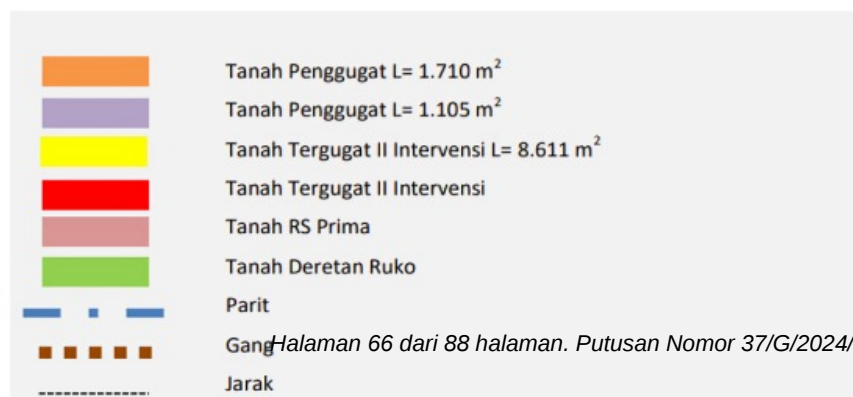 Tanah Penggugat L= 1.710 m²
Tanah Penggugat L= 1.105 m²
Tanah Tergugat II Intervensi L= 8.611 m²
Tanah Tergugat II Intervensi
Tanah RS Prima
Tanah Deretan Ruko
Parit
Gang
Halaman 66 dari 88 halaman. Putusan Nomor 37/G/2024/
Jarak